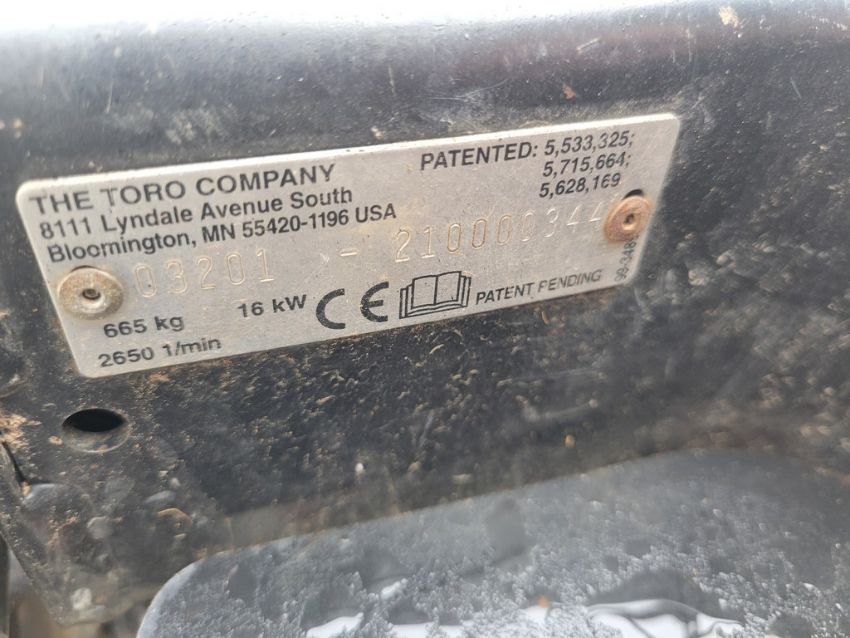 THE TORO COMPANY
8111 Lyndale Avenue South
Bloomington, MN 55420-1196 USA
PATENTED: 5,533,325;
5,715,664;
5,628,169
03201 - 210000344
665 kg
16 kW
CE
PATENT PENDING
2650 1/min